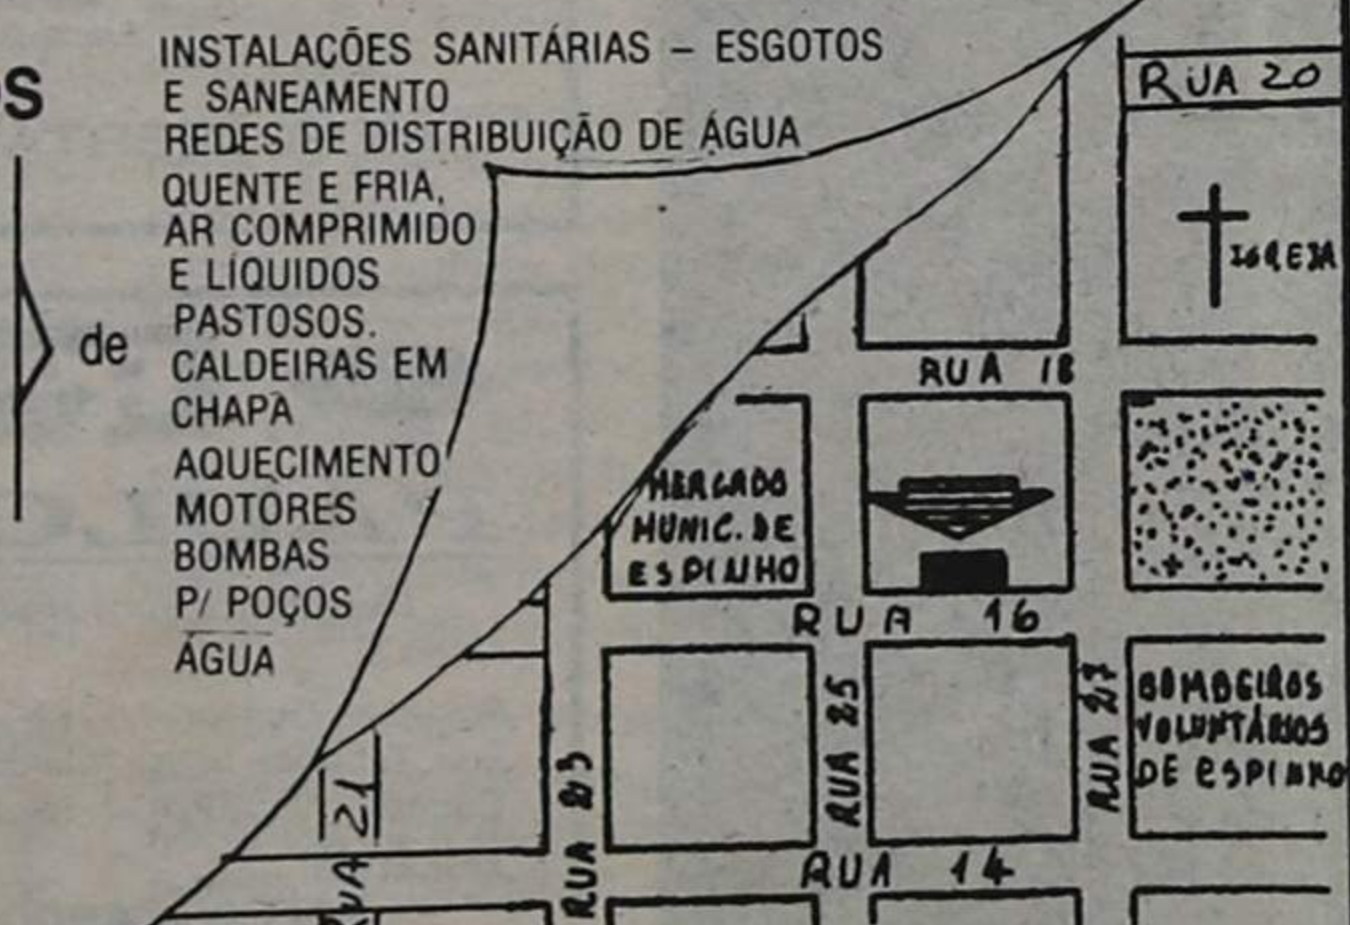 INSTALAÇÕES SANITÁRIAS – ESGOTOS
E SANEAMENTO
REDES DE DISTRIBUIÇÃO DE ÁGUA
QUENTE E FRIA,
AR COMPRIMIDO
E LÍQUIDOS
PASTOSOS.
CALDEIRAS EM
CHAPA
AQUECIMENTO
MOTORES
BOMBAS
P/ POÇOS
ÁGUA
de
RUA 20
IGREJA
RUA 18
MERCADO
MUNIC. DE
ESPINHO
RUA 16
RUA 21
RUA 23
RUA 25
RUA 27
BOMBEIROS
VOLUNTÁRIOS
DE ESPINHO
RUA 14